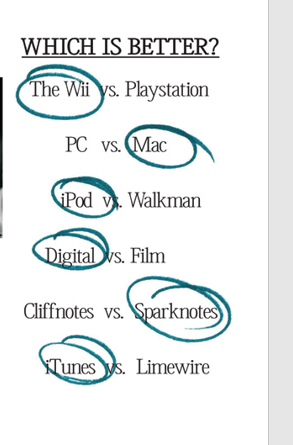 WHICH IS BETTER?
The Wii vs. Playstation
PC vs. Mac
iPod vs. Walkman
Digital vs. Film
Cliffnotes vs. Sparknotes
iTunes vs. Limewire